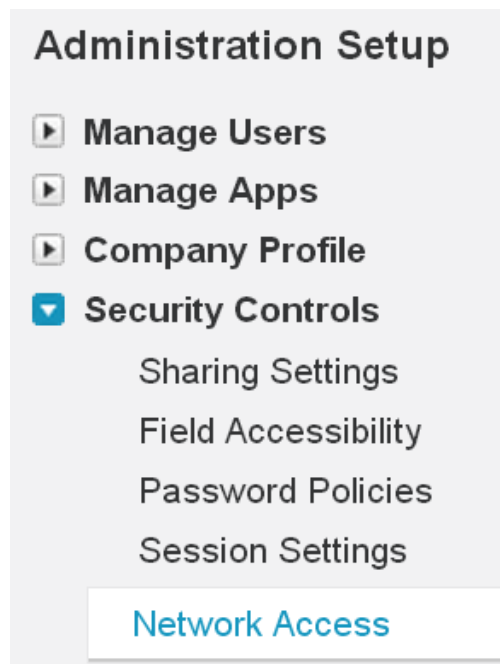 Administration Setup
Manage Users
Manage Apps
Company Profile
Security Controls
Sharing Settings
Field Accessibility
Password Policies
Session Settings
Network Access